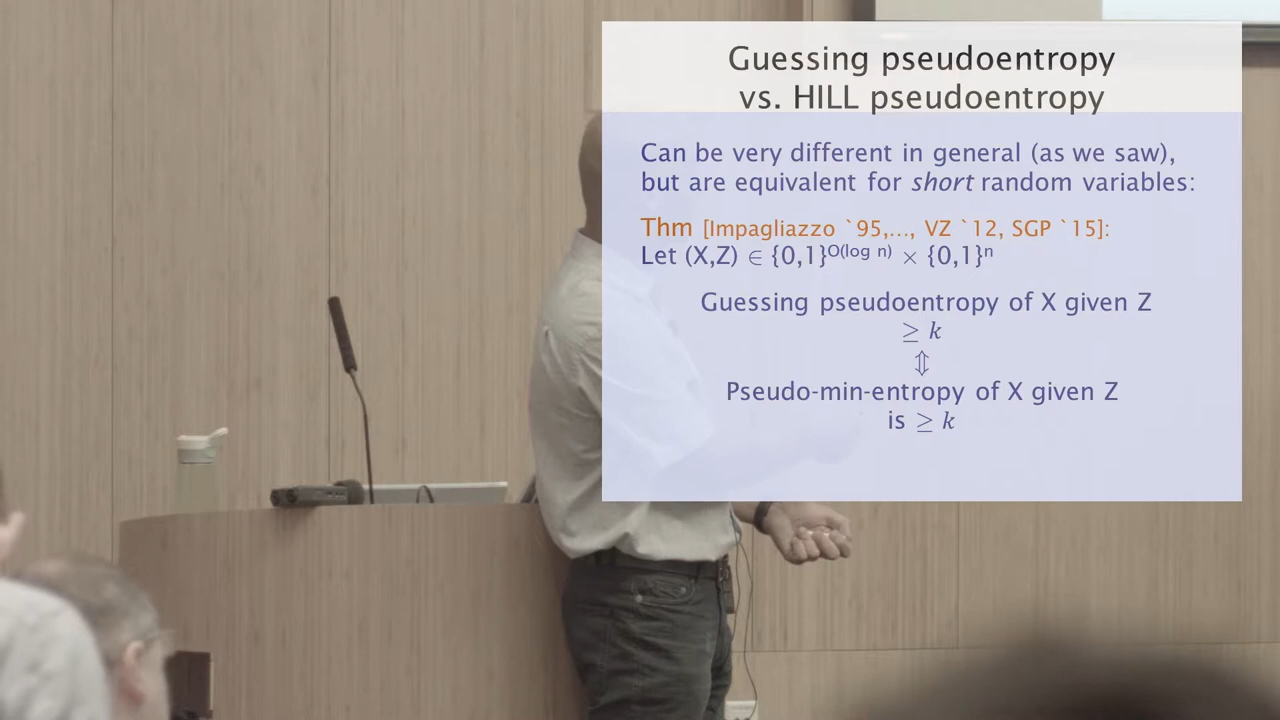 Guessing pseudoentropy
vs. HILL pseudoentropy
Can be very different in general (as we saw),
but are equivalent for short random variables:
Thm [Impagliazzo `95,..., VZ `12, SGP `15]:
Let (X,Z) ∈ {0,1}^O(log n) × {0,1}^n
Guessing pseudoentropy of X given Z
≥ k
⇕
Pseudo-min-entropy of X given Z
is ≥ k